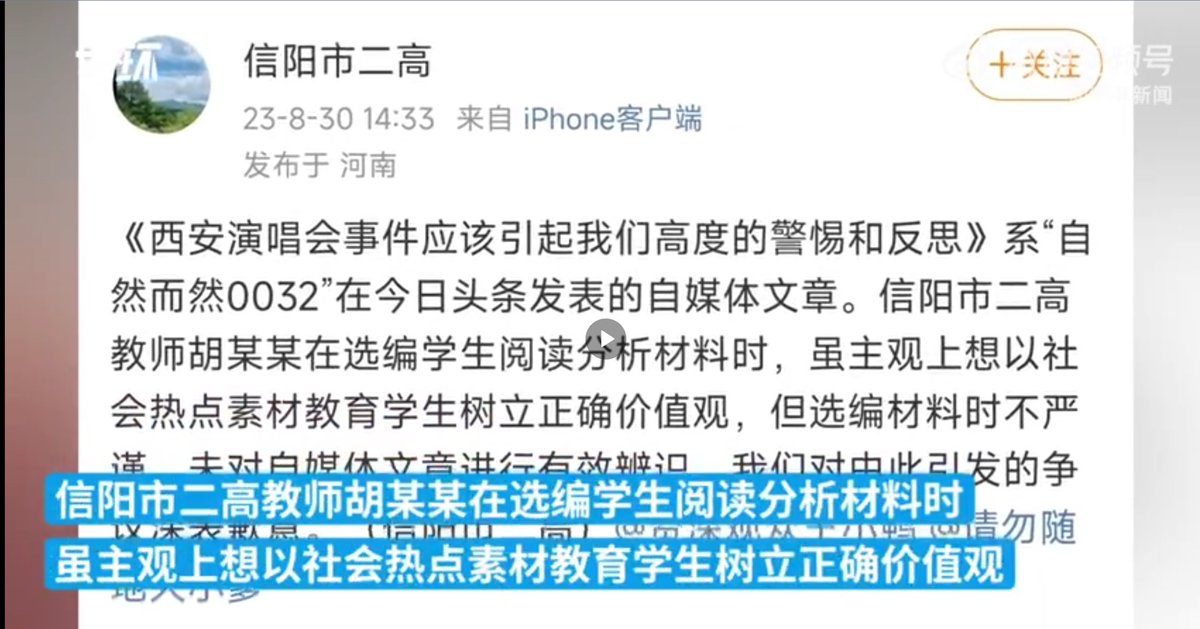 信阳市二高
+关注
23-8-30 14:33 来自 iPhone客户端
新闻
发布于 河南
《西安演唱会事件应该引起我们高度的警惕和反思》系“自
然而然0032”在今日头条发表的自媒体文章。信阳市二高
教师胡某某在选编学生阅读分析材料时，虽主观上想以社
会热点素材教育学生树立正确价值观，但选编材料时不严
谨，未对自媒体文章进行有效辨识，我们对由此引发的争
信阳市二高教师胡某某在选编学生阅读分析材料时
议深表歉意。（信阳市二高）
请勿随
虽主观上想以社会热点素材教育学生树立正确价值观